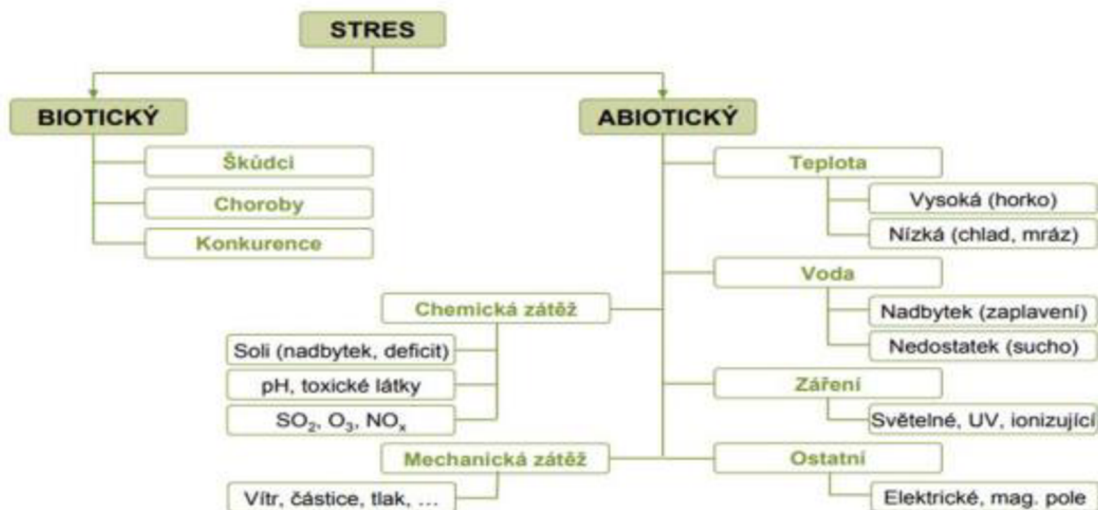 STRES
BIOTICKÝ
ABIOTICKÝ
Škůdci
Choroby
Konkurence
Teplota
Vysoká (horko)
Nízká (chlad, mráz)
Voda
Nadbytek (zaplavení)
Nedostatek (sucho)
Chemická zátěž
Soli (nadbytek, deficit)
pH, toxické látky
SO₂, O₃, NOₓ
Záření
Světelné, UV, ionizující
Mechanická zátěž
Vítr, částice, tlak, ...
Ostatní
Elektrické, mag. pole